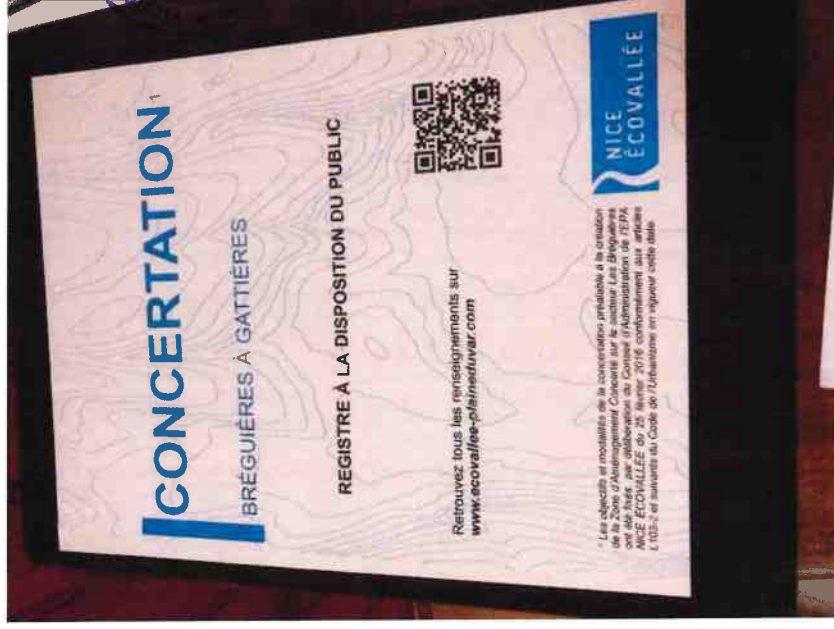 CONCERTATION¹
BRÉGUIÈRES À GATTIÈRES
REGISTRE À LA DISPOSITION DU PUBLIC
Retrouvez tous les renseignements sur
www.ecovallee-plaineduvar.com
¹ Les objectifs et modalités de la concertation préalable à la création
de la Zone d'Aménagement Concerté sur le secteur Les Bréguières
ont été fixés, par délibération du Conseil d'Administration de l'EPA
NICE ECOVALLEE du 25 février 2016 conformément aux articles
L103-2 et suivants du Code de l'Urbanisme en vigueur cette date.
NICE
ÉCOVALLÉE